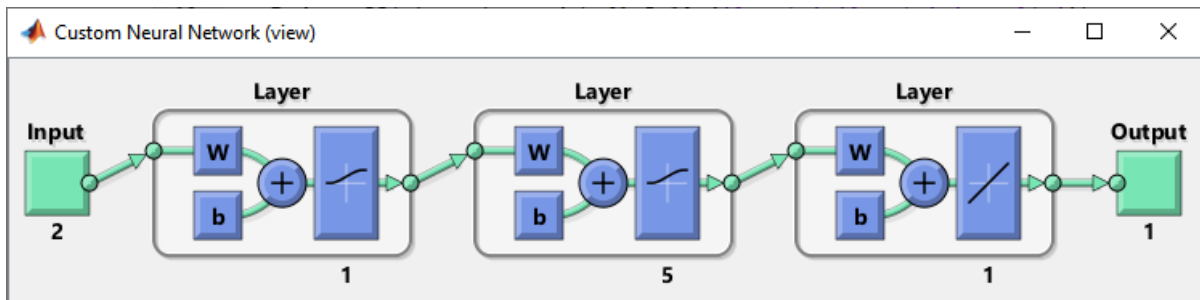 Custom Neural Network (view)
Layer Layer Layer
Input Output
W W W
+ + +
b b b
2 1
1 5 1